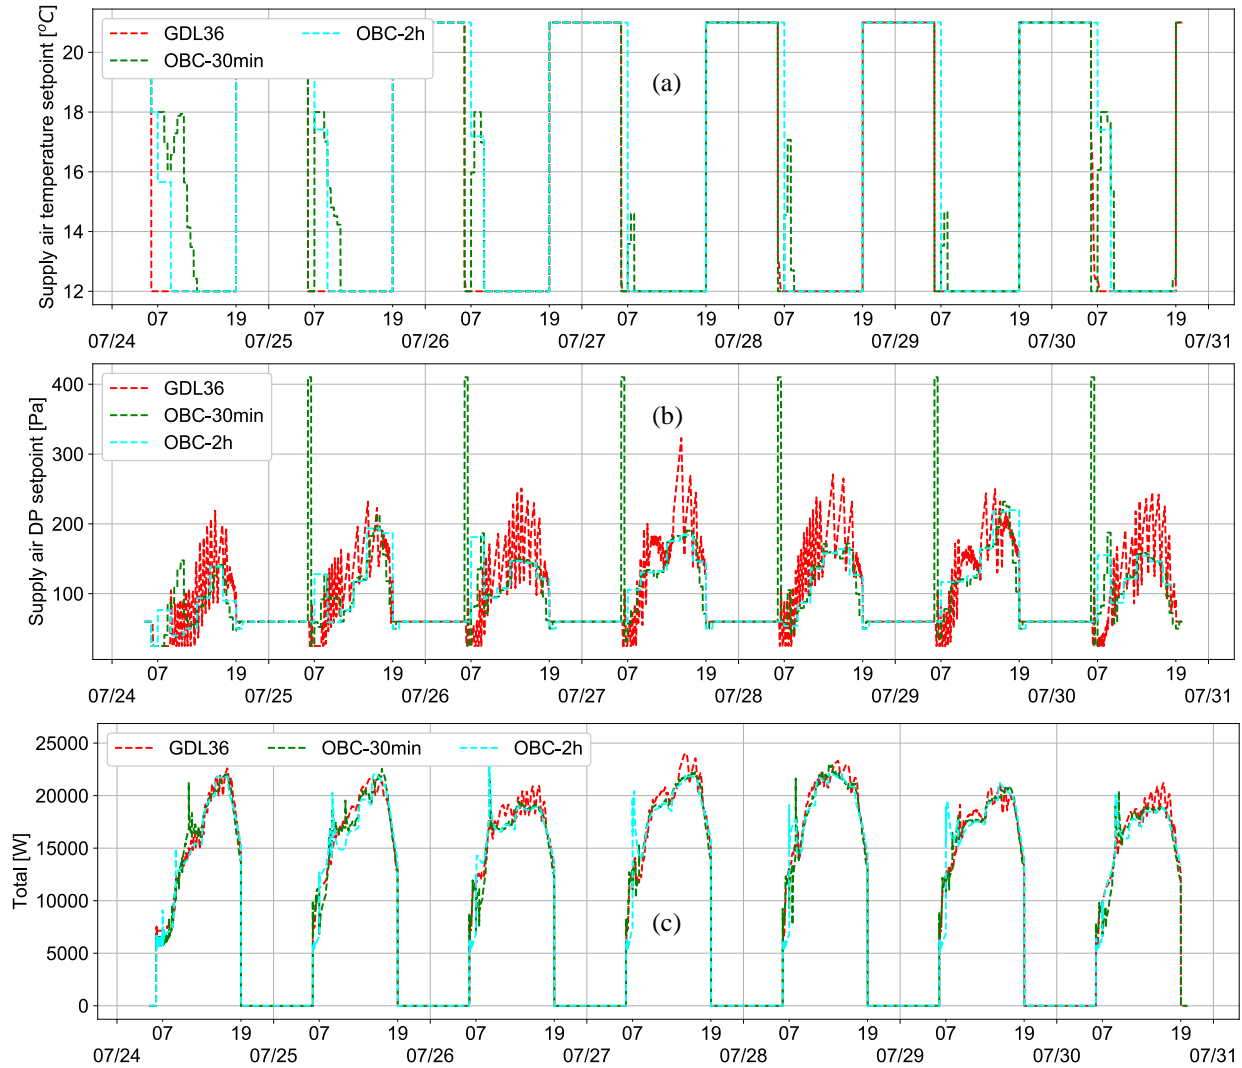 Supply air temperature setpoint [°C]
GDL36
OBC-30min
OBC-2h
(a)
20
18
16
14
12
07 19 07 19 07 19 07 19 07 19 07 19 07 19
07/24 07/25 07/26 07/27 07/28 07/29 07/30 07/31
Supply air DP setpoint [Pa]
GDL36
OBC-30min
OBC-2h
(b)
400
300
200
100
07 19 07 19 07 19 07 19 07 19 07 19 07 19
07/24 07/25 07/26 07/27 07/28 07/29 07/30 07/31
Total [W]
GDL36 OBC-30min OBC-2h
(c)
25000
20000
15000
10000
5000
0
07 19 07 19 07 19 07 19 07 19 07 19 07 19
07/24 07/25 07/26 07/27 07/28 07/29 07/30 07/31